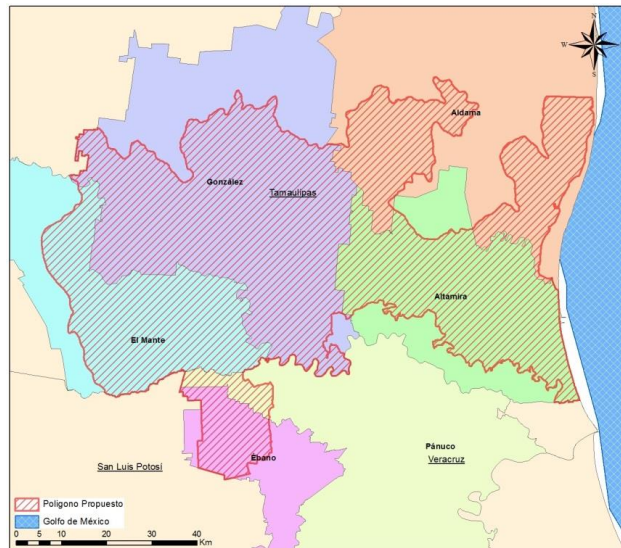 N
W
E
S
Aldama
González
Tamaulipas
Altamira
El Mante
Pánuco
Ébano
Veracruz
San Luis Potosí
Poligono Propuesto
Golfo de México
0 5 10 20 30 40
Km